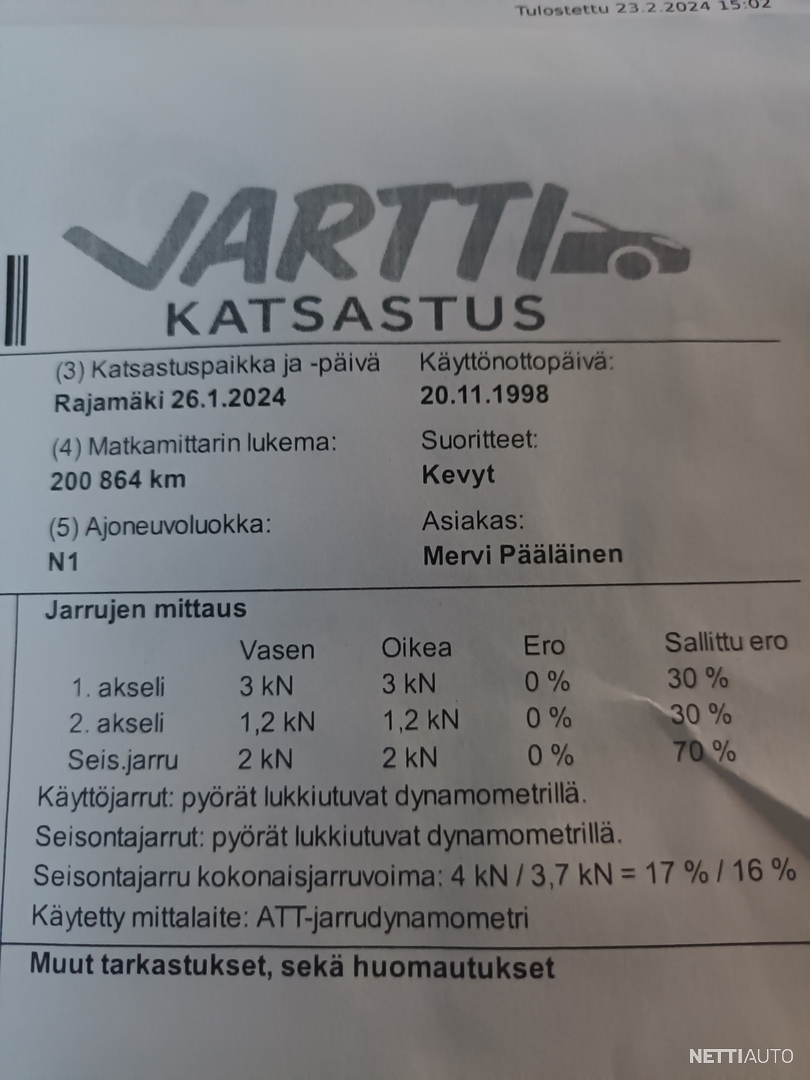 Tulostettu 23.2.2024 15:02
VARTTI
KATSASTUS
(3) Katsastuspaikka ja -päivä Käyttönottopäivä:
Rajamäki 26.1.2024 20.11.1998
(4) Matkamittarin lukema: Suoritteet:
200 864 km Kevyt
(5) Ajoneuvoluokka: Asiakas:
N1 Mervi Pääläinen
Jarrujen mittaus
Vasen Oikea Ero Sallittu ero
1. akseli 3 kN 3 kN 0 % 30 %
2. akseli 1,2 kN 1,2 kN 0 % 30 %
Seis.jarru 2 kN 2 kN 0 % 70 %
Käyttöjarrut: pyörät lukkiutuvat dynamometrillä.
Seisontajarrut: pyörät lukkiutuvat dynamometrillä.
Seisontajarru kokonaisjarruvoima: 4 kN / 3,7 kN = 17 % / 16 %
Käytetty mittalaite: ATT-jarrudynamometri
Muut tarkastukset, sekä huomautukset
NETTIAUTO